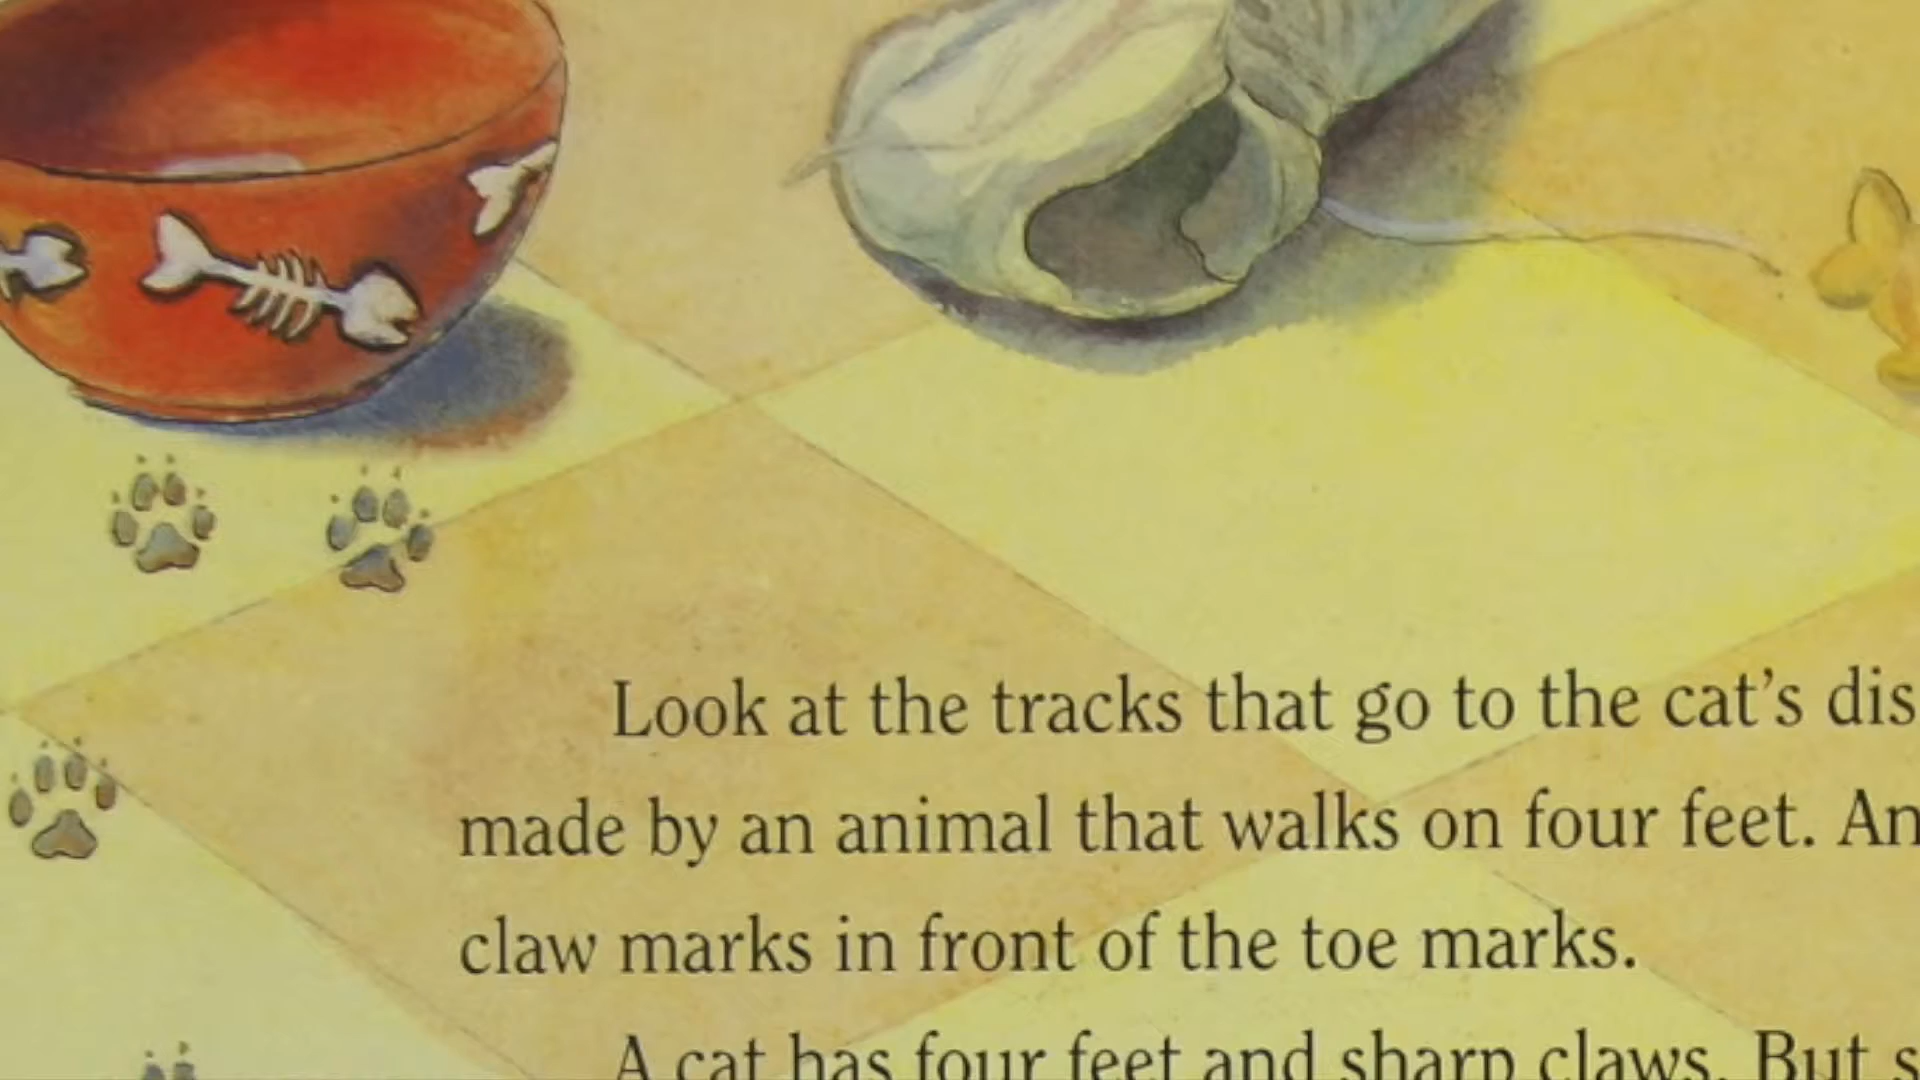 Look at the tracks that go to the cat's dis
made by an animal that walks on four feet. An
claw marks in front of the toe marks.
A cat has four feet and sharp claws. But s